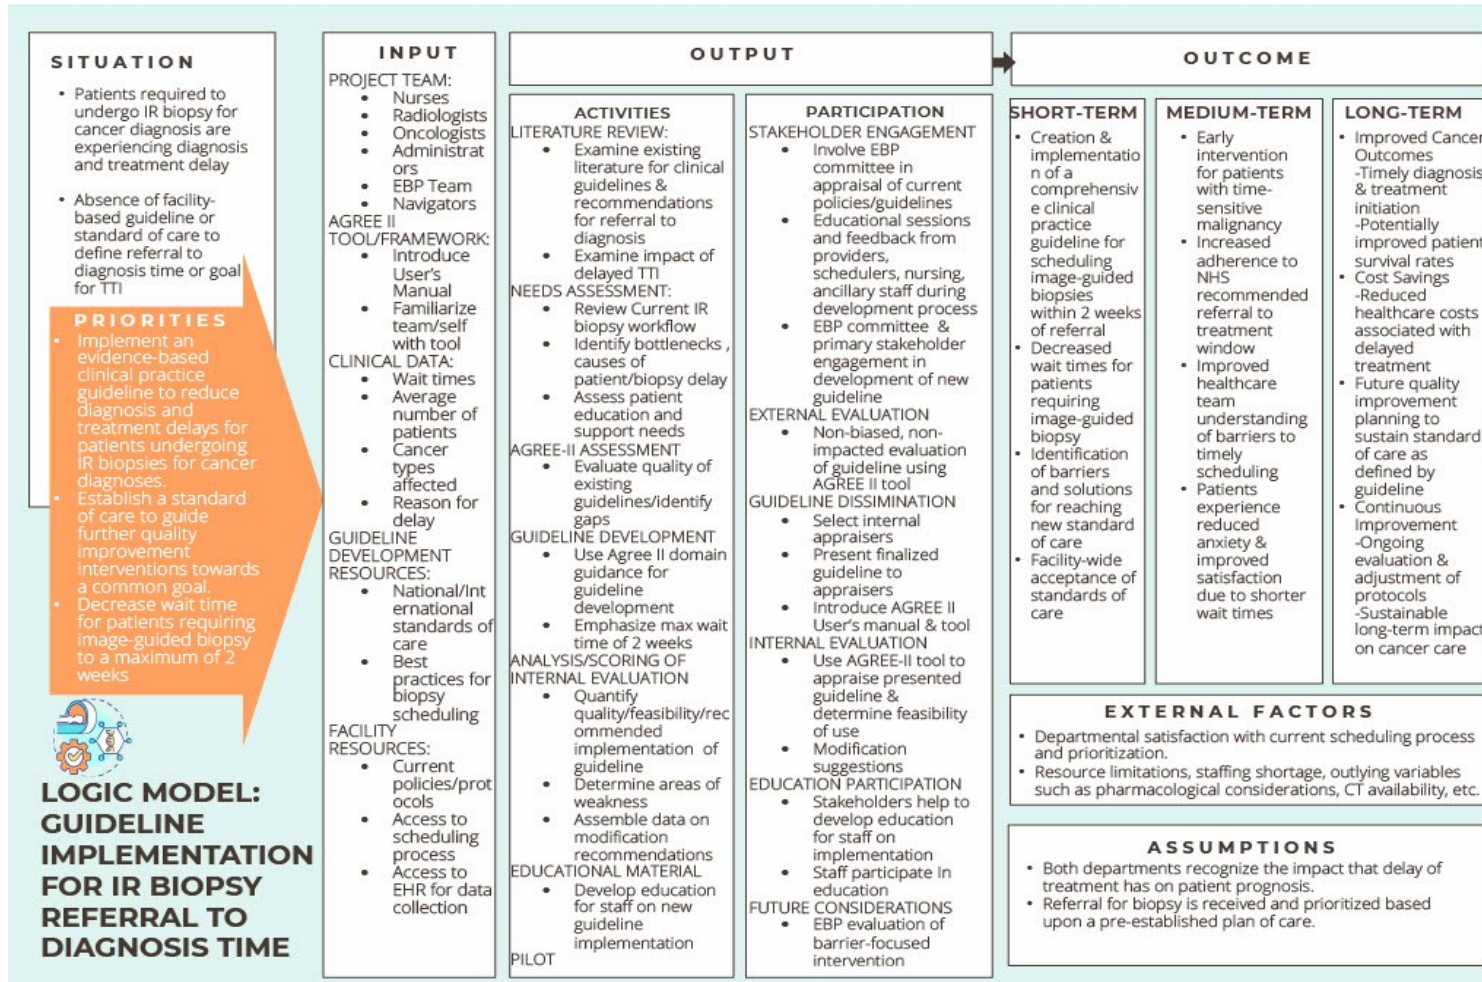 SITUATION
• Patients required to
undergo IR biopsy for
cancer diagnosis are
experiencing diagnosis
and treatment delay
• Absence of facility-
based guideline or
standard of care to
define referral to
diagnosis time or goal
for TTI
PRIORITIES
• Implement an
evidence-based
clinical practice
guideline to reduce
diagnosis and
treatment delays for
patients undergoing
IR biopsies for cancer
diagnoses.
• Establish a standard
of care to guide
further quality
improvement
interventions towards
a common goal.
• Decrease wait time
for patients requiring
image-guided biopsy
to a maximum of 2
weeks
LOGIC MODEL:
GUIDELINE
IMPLEMENTATION
FOR IR BIOPSY
REFERRAL TO
DIAGNOSIS TIME
INPUT
PROJECT TEAM:
• Nurses
• Radiologists
• Oncologists
• Administrat
ors
• EBP Team
• Navigators
AGREE II
TOOL/FRAMEWORK:
• Introduce
User's
Manual
• Familiarize
team/self
with tool
CLINICAL DATA:
• Wait times
• Average
number of
patients
• Cancer
types
affected
• Reason for
delay
GUIDELINE
DEVELOPMENT
RESOURCES:
• National/Int
ernational
standards of
care
• Best
practices for
biopsy
scheduling
FACILITY
RESOURCES:
• Current
policies/prot
ocols
• Access to
scheduling
process
• Access to
EHR for data
collection
OUTPUT
ACTIVITIES
LITERATURE REVIEW:
• Examine existing
literature for clinical
guidelines &
recommendations
for referral to
diagnosis
• Examine impact of
delayed TTI
NEEDS ASSESSMENT:
• Review Current IR
biopsy workflow
• Identify bottlenecks ,
causes of
patient/biopsy delay
• Assess patient
education and
support needs
AGREE-II ASSESSMENT
• Evaluate quality of
existing
guidelines/identify
gaps
GUIDELINE DEVELOPMENT
• Use Agree II domain
guidance for
guideline
development
• Emphasize max wait
time of 2 weeks
ANALYSIS/SCORING OF
INTERNAL EVALUATION
• Quantify
quality/feasibility/rec
ommended
implementation of
guideline
• Determine areas of
weakness
• Assemble data on
modification
recommendations
EDUCATIONAL MATERIAL
• Develop education
for staff on new
guideline
implementation
PILOT
PARTICIPATION
STAKEHOLDER ENGAGEMENT
• Involve EBP
committee in
appraisal of current
policies/guidelines
• Educational sessions
and feedback from
providers,
schedulers, nursing,
ancillary staff during
development process
• EBP committee &
primary stakeholder
engagement in
development of new
guideline
EXTERNAL EVALUATION
• Non-biased, non-
impacted evaluation
of guideline using
AGREE II tool
GUIDELINE DISSIMINATION
• Select internal
appraisers
• Present finalized
guideline to
appraisers
• Introduce AGREE II
User's manual & tool
INTERNAL EVALUATION
• Use AGREE-II tool to
appraise presented
guideline &
determine feasibility
of use
• Modification
suggestions
EDUCATION PARTICIPATION
• Stakeholders help to
develop education
for staff on
implementation
• Staff participate In
education
FUTURE CONSIDERATIONS
• EBP evaluation of
barrier-focused
intervention
OUTCOME
SHORT-TERM
• Creation &
implementatio
n of a
comprehensiv
e clinical
practice
guideline for
scheduling
image-guided
biopsies
within 2 weeks
of referral
• Decreased
wait times for
patients
requiring
image-guided
biopsy
• Identification
of barriers
and solutions
for reaching
new standard
of care
• Facility-wide
acceptance of
standards of
care
MEDIUM-TERM
• Early
intervention
for patients
with time-
sensitive
malignancy
• Increased
adherence to
NHS
recommended
referral to
treatment
window
• Improved
healthcare
team
understanding
of barriers to
timely
scheduling
• Patients
experience
reduced
anxiety &
improved
satisfaction
due to shorter
wait times
LONG-TERM
• Improved Cancer
Outcomes
-Timely diagnosis
& treatment
initiation
-Potentially
improved patient
survival rates
• Cost Savings
-Reduced
healthcare costs
associated with
delayed
treatment
• Future quality
improvement
planning to
sustain standard
of care as
defined by
guideline
• Continuous
Improvement
-Ongoing
evaluation &
adjustment of
protocols
-Sustainable
long-term impact
on cancer care
EXTERNAL FACTORS
• Departmental satisfaction with current scheduling process
and prioritization.
• Resource limitations, staffing shortage, outlying variables
such as pharmacological considerations, CT availability, etc.
ASSUMPTIONS
• Both departments recognize the impact that delay of
treatment has on patient prognosis.
• Referral for biopsy is received and prioritized based
upon a pre-established plan of care.